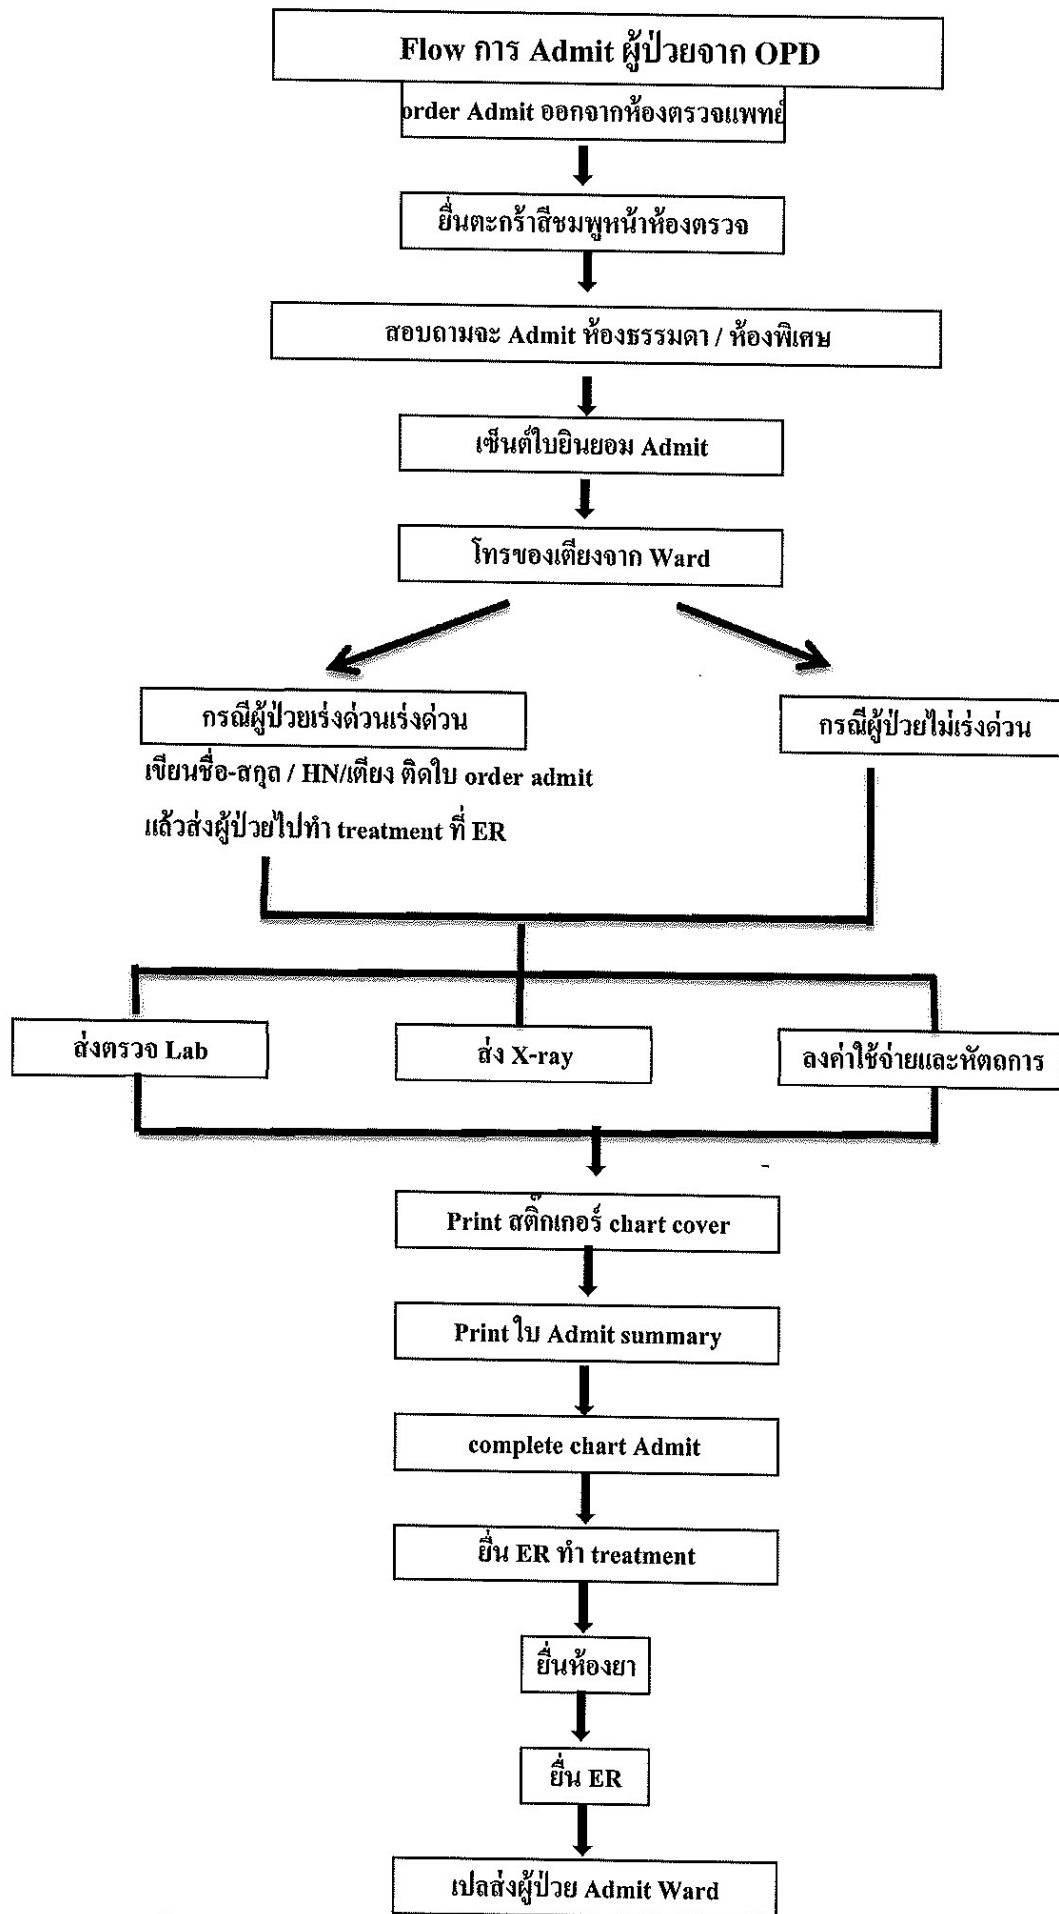 Flow การ Admit ผู้ป่วยจาก OPD
order Admit ออกจากห้องตรวจแพทย์
ยื่นตะกร้าสีชมพูหน้าห้องตรวจ
สอบถามจะ Admit ห้องธรรมดา / ห้องพิเศษ
เซ็นต์ใบยินยอม Admit
โทรของเตียงจาก Ward
กรณีผู้ป่วยเร่งด่วนเร่งด่วน
เขียนชื่อ-สกุล / HN/เตียง ติดใบ order admit
แล้วส่งผู้ป่วยไปทำ treatment ที่ ER
กรณีผู้ป่วยไม่เร่งด่วน
ส่งตรวจ Lab
ส่ง X-ray
ลงค่าใช้จ่ายและหัตถการ
Print สติ๊กเกอร์ chart cover
Print ใบ Admit summary
complete chart Admit
ยื่น ER ทำ treatment
ยื่นห้องยา
ยื่น ER
เปลส่งผู้ป่วย Admit Ward